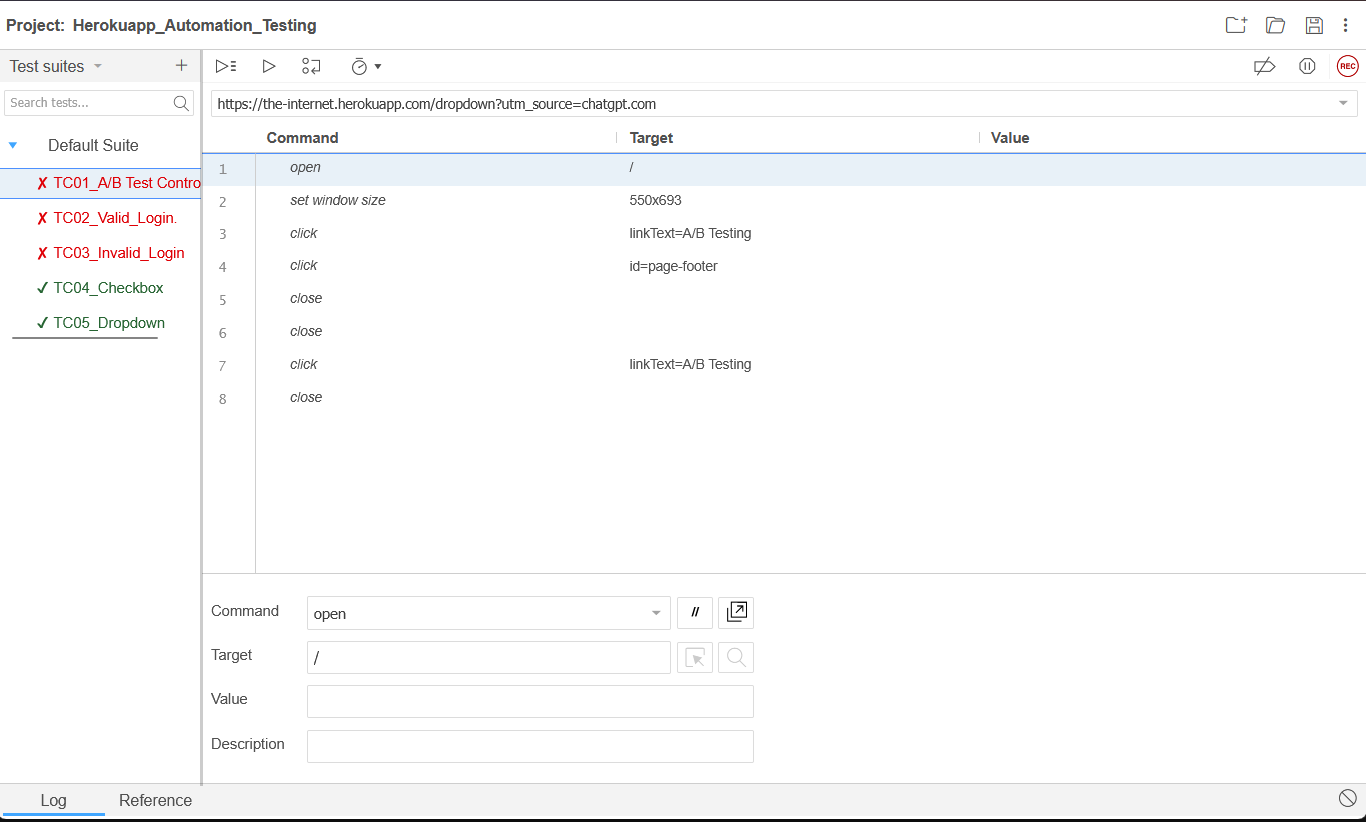 Project: Herokuapp_Automation_Testing
Test suites
+
REC
Search tests...
https://the-internet.herokuapp.com/dropdown?utm_source=chatgpt.com
Command Target Value
Default Suite
✗ TC01_A/B Test Contro
✗ TC02_Valid_Login.
✗ TC03_Invalid_Login
✓ TC04_Checkbox
✓ TC05_Dropdown
1 open /
2 set window size 550x693
3 click linkText=A/B Testing
4 click id=page-footer
5 close
6 close
7 click linkText=A/B Testing
8 close
Command open //
Target /
Value
Description
Log Reference